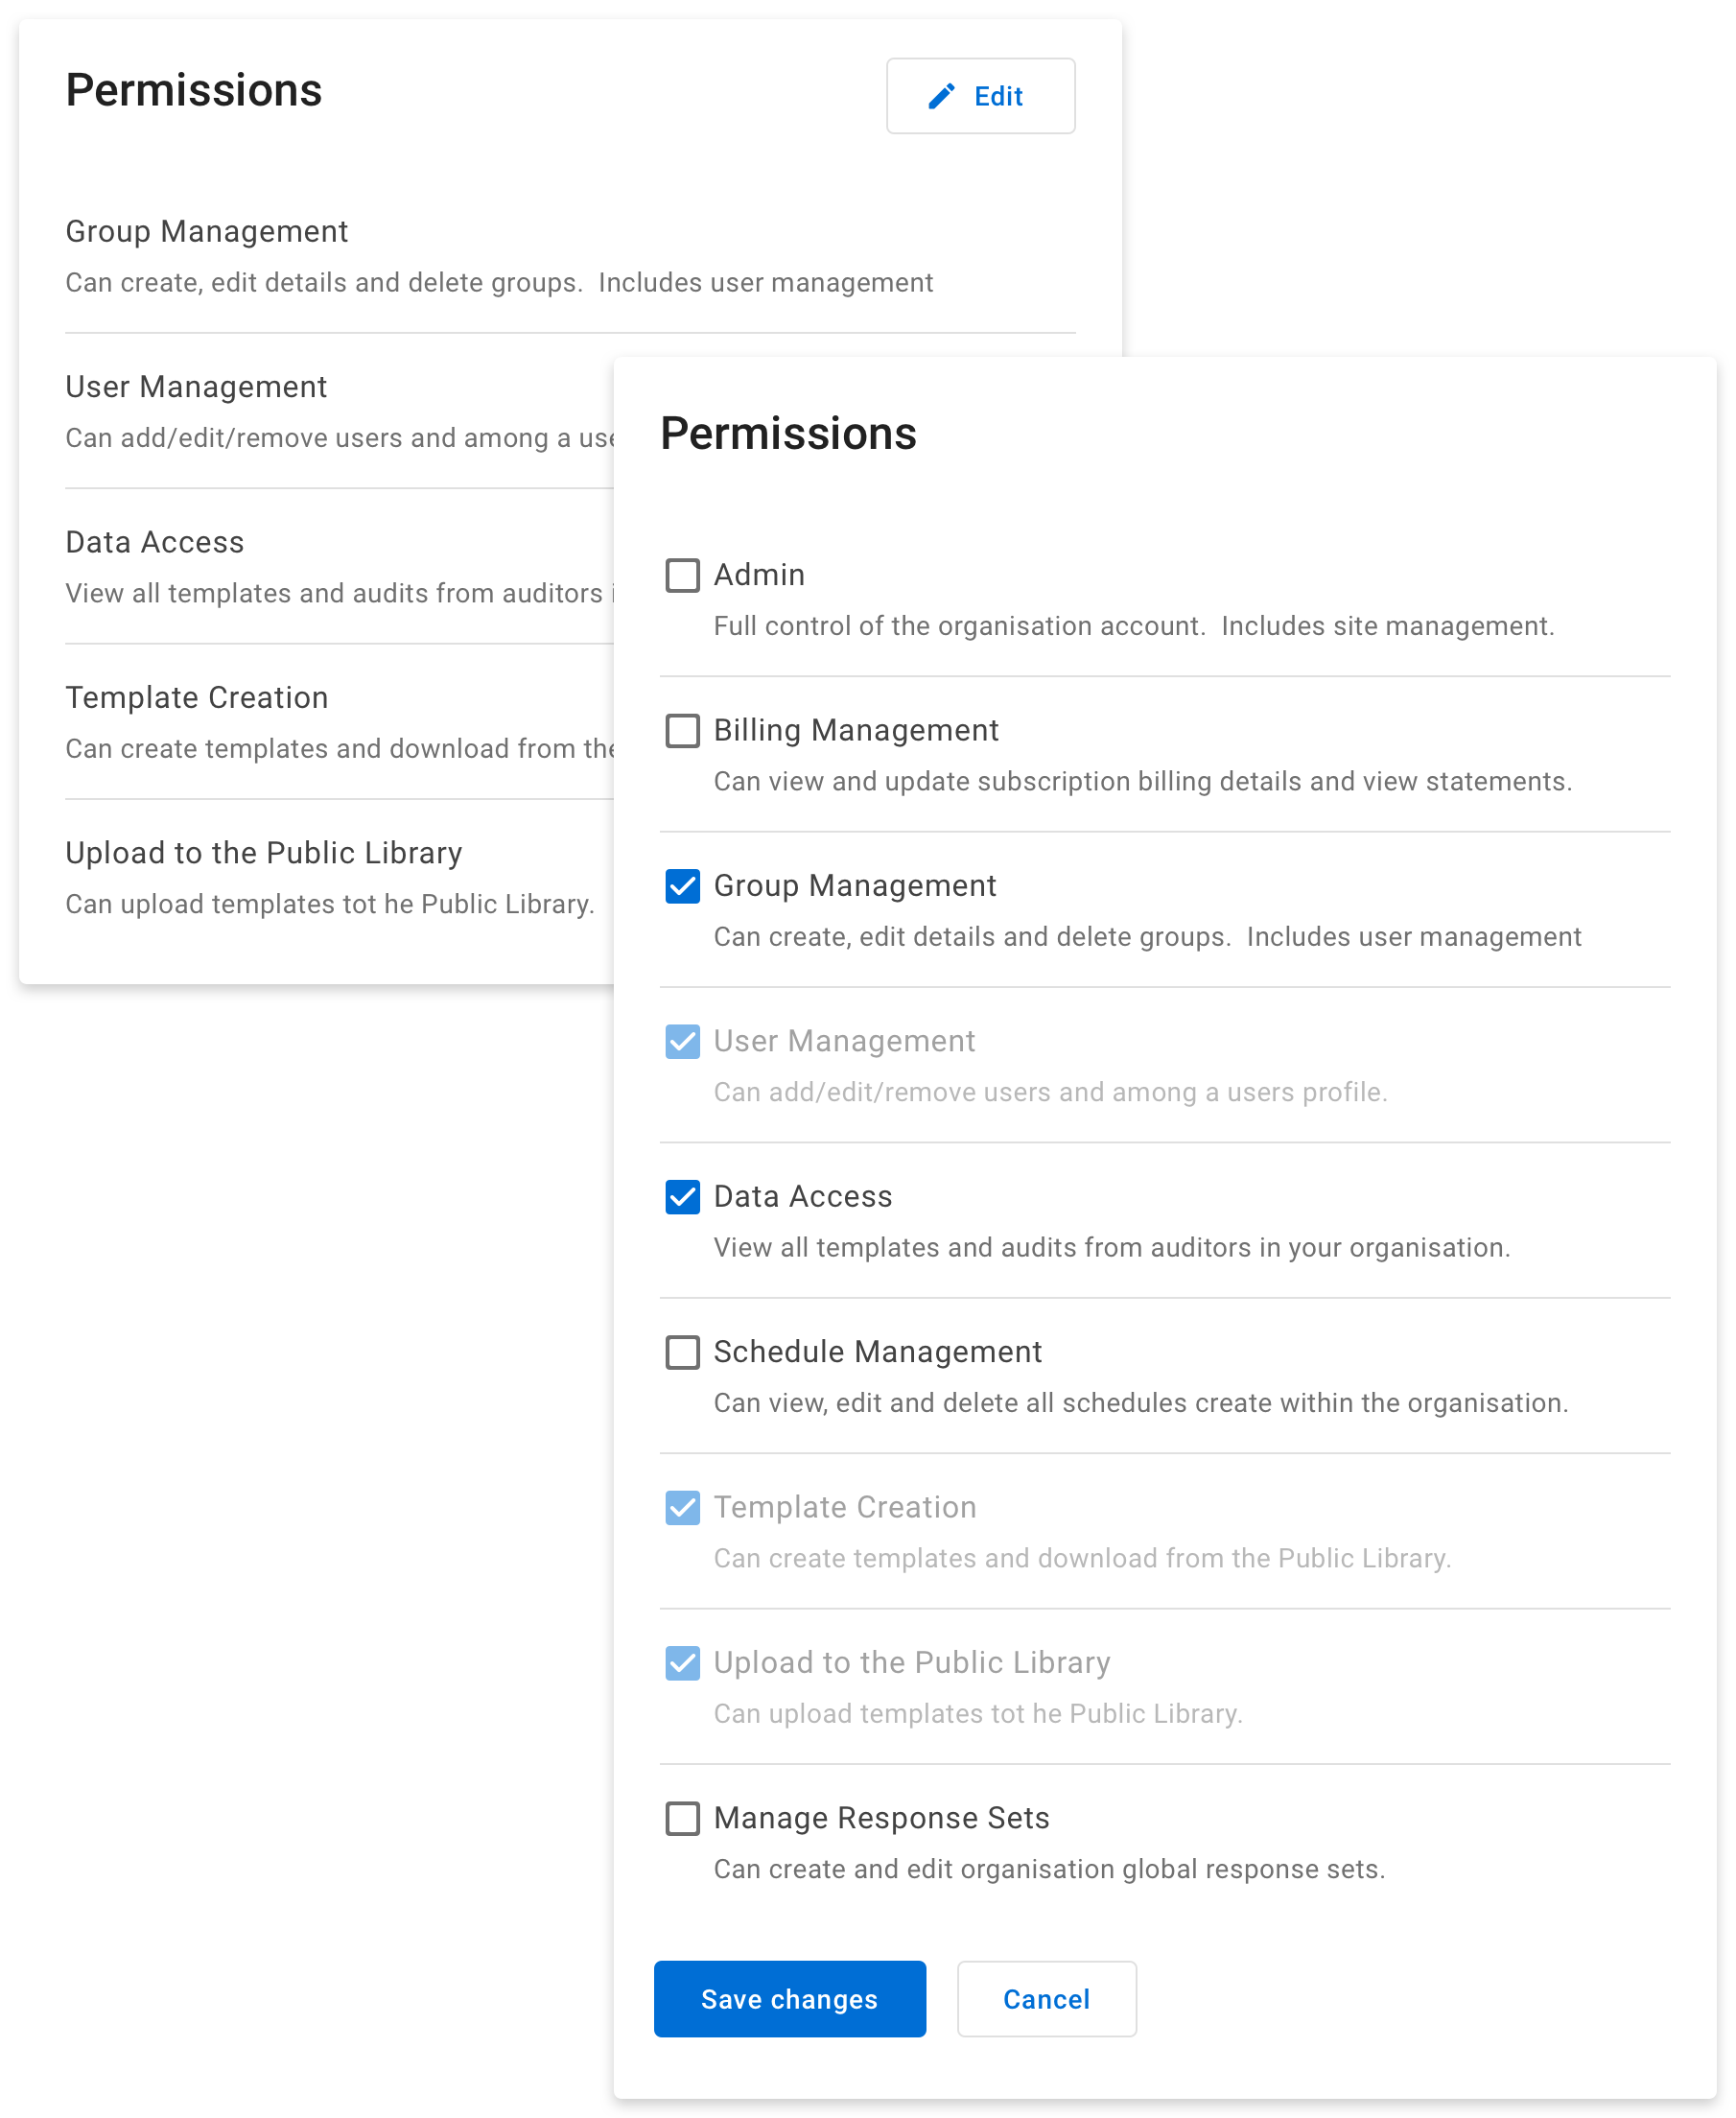 Permissions
Edit
Group Management
Can create, edit details and delete groups.  Includes user management
User Management
Can add/edit/remove users and among a use
Data Access
View all templates and audits from auditors i
Template Creation
Can create templates and download from the
Upload to the Public Library
Can upload templates tot he Public Library.
Permissions
Admin
Full control of the organisation account.  Includes site management.
Billing Management
Can view and update subscription billing details and view statements.
Group Management
Can create, edit details and delete groups.  Includes user management
User Management
Can add/edit/remove users and among a users profile.
Data Access
View all templates and audits from auditors in your organisation.
Schedule Management
Can view, edit and delete all schedules create within the organisation.
Template Creation
Can create templates and download from the Public Library.
Upload to the Public Library
Can upload templates tot he Public Library.
Manage Response Sets
Can create and edit organisation global response sets.
Save changes
Cancel